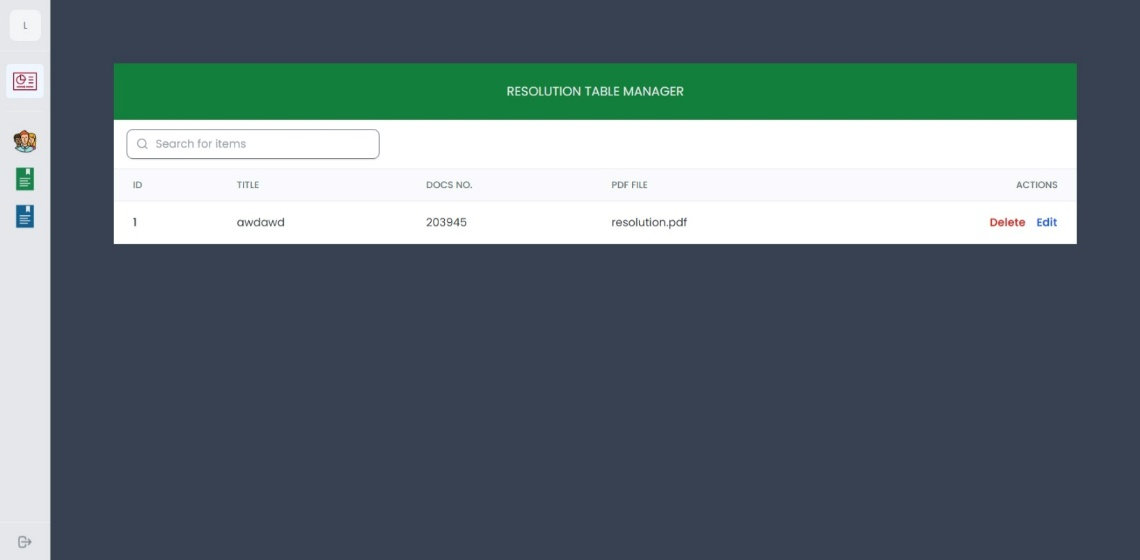 L
RESOLUTION TABLE MANAGER
Search for items
ID TITLE DOCS NO. PDF FILE ACTIONS
1 awdawd 203945 resolution.pdf Delete Edit